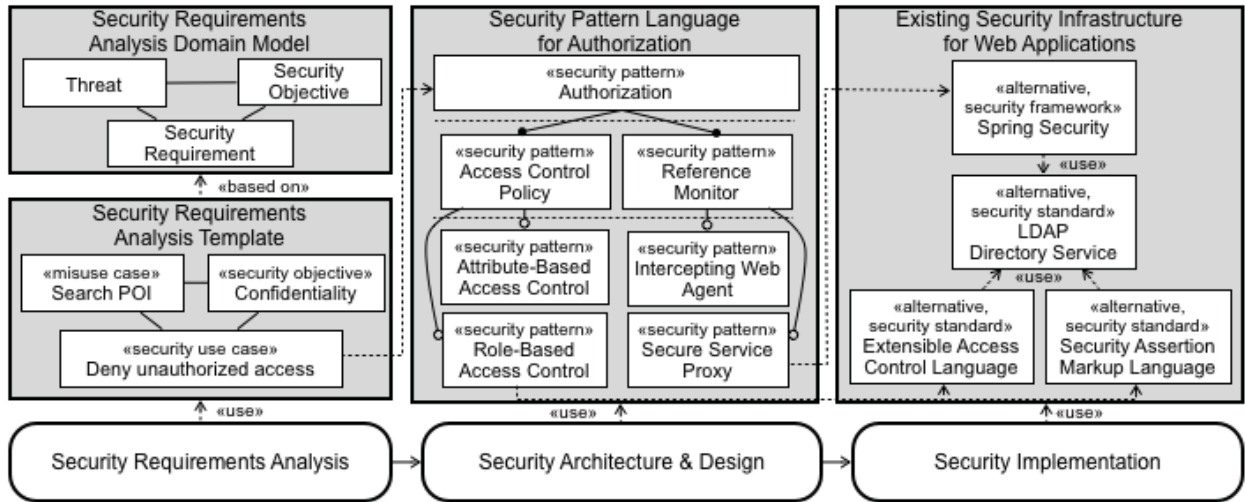 Security Requirements
Analysis Domain Model
Threat
Security
Objective
Security
Requirement
«based on»
Security Requirements
Analysis Template
«misuse case»
Search POI
«security objective»
Confidentiality
«security use case»
Deny unauthorized access
«use»
Security Requirements Analysis
Security Pattern Language
for Authorization
«security pattern»
Authorization
«security pattern»
Access Control
Policy
«security pattern»
Reference
Monitor
«security pattern»
Attribute-Based
Access Control
«security pattern»
Intercepting Web
Agent
«security pattern»
Role-Based
Access Control
«security pattern»
Secure Service
Proxy
«use»
Security Architecture & Design
Existing Security Infrastructure
for Web Applications
«alternative,
security framework»
Spring Security
«use»
«alternative,
security standard»
LDAP
Directory Service
«use»
«alternative,
security standard»
Extensible Access
Control Language
«alternative,
security standard»
Security Assertion
Markup Language
«use»
Security Implementation